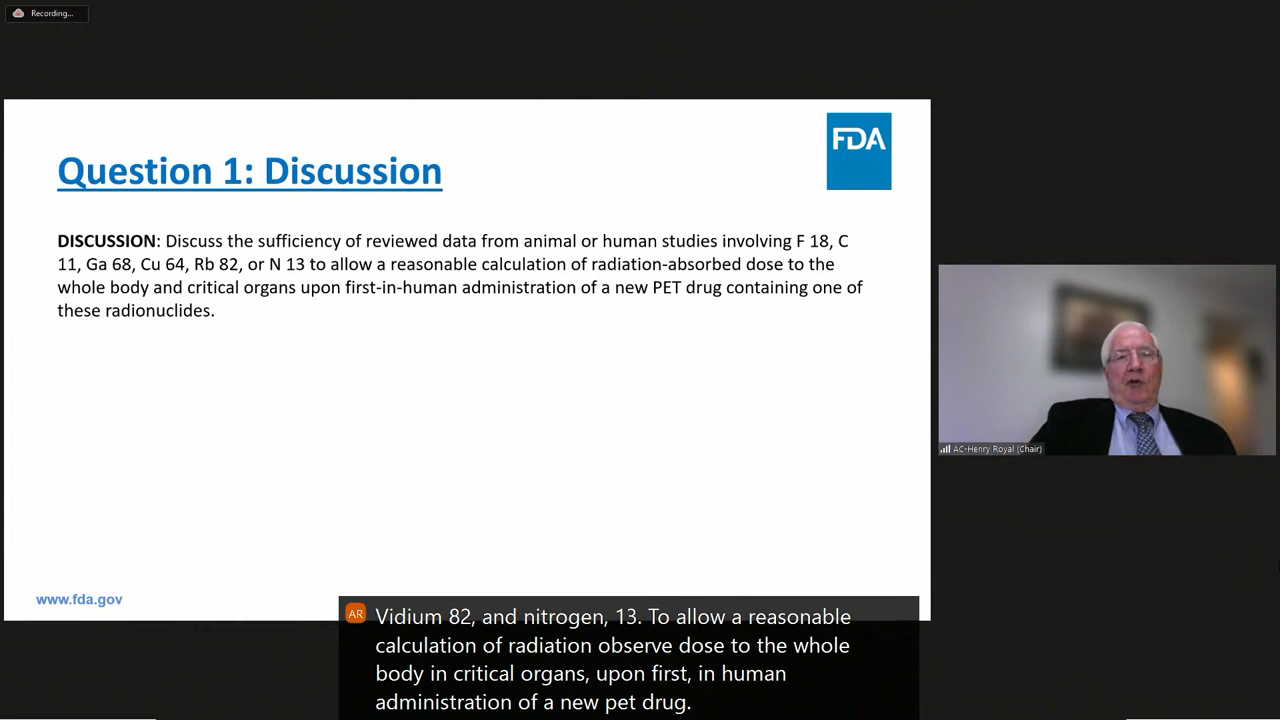 Recording...
FDA
Question 1: Discussion
DISCUSSION: Discuss the sufficiency of reviewed data from animal or human studies involving F 18, C
11, Ga 68, Cu 64, Rb 82, or N 13 to allow a reasonable calculation of radiation-absorbed dose to the
whole body and critical organs upon first-in-human administration of a new PET drug containing one of
these radionuclides.
AC-Henry Royal (Chair)
www.fda.gov
AR
Vidium 82, and nitrogen, 13. To allow a reasonable
calculation of radiation observe dose to the whole
body in critical organs, upon first, in human
administration of a new pet drug.